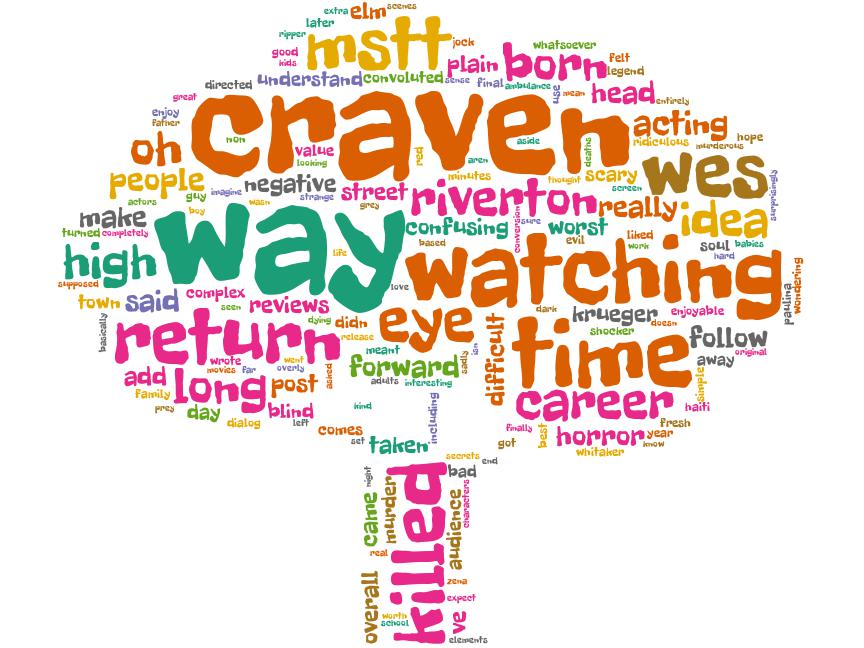 extra elm scenes
later
ripper mstt jock
good plain born whatsoever
kids felt
legend
directed understand convoluted sense final ambulance use mean head entirely
great
enjoy craven acting
father
oh non value looking red aren aside deaths ridiculous murderous hope
people guy imagine negative strange street minutes thought scary screen wes surprisingly
actors wasn grey riverton really idea
make boy
turned completely confusing conversion sure worst liked
high way life based evil work soul babies
love watching hard
supposed paulina wondering
town said complex seen reviews dark krueger enjoyable
basically return dying didn eye difficult shocker doesn time follow
release original
wrote went meant sadly isn away
movies far overly asked forward simple
add long post adults interesting career haiti
family
prey day blind kind including
dialog left comes finally best horror year fresh
set taken got know
whitaker
secrets end
night bad
came murder killed audience characters
real
overall zena
expect
worth ve
school elements